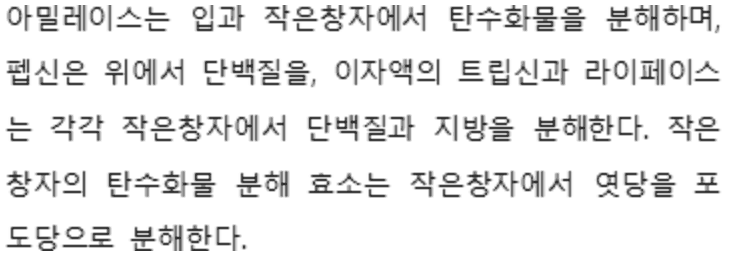 아밀레이스는 입과 작은창자에서 탄수화물을 분해하며,
펩신은 위에서 단백질을, 이자액의 트립신과 라이페이스
는 각각 작은창자에서 단백질과 지방을 분해한다. 작은
창자의 탄수화물 분해 효소는 작은창자에서 엿당을 포
도당으로 분해한다.